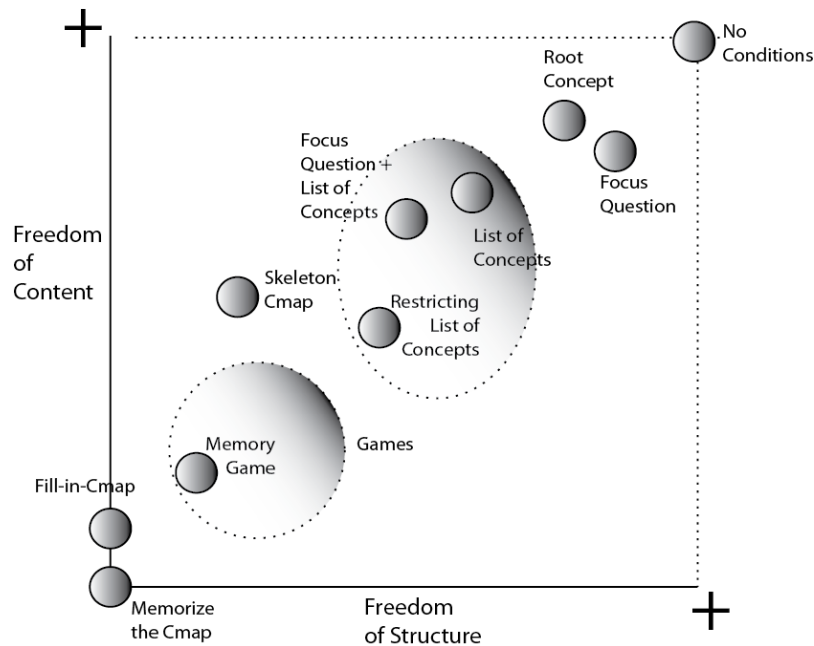 +
No
Conditions
Root
Concept
Focus
Question
Focus
Question +
List of
Concepts
List of
Concepts
Freedom
of
Content
Skeleton
Cmap
Restricting
List of
Concepts
Memory
Game
Games
Fill-in-Cmap
Memorize
the Cmap
Freedom
of Structure
+